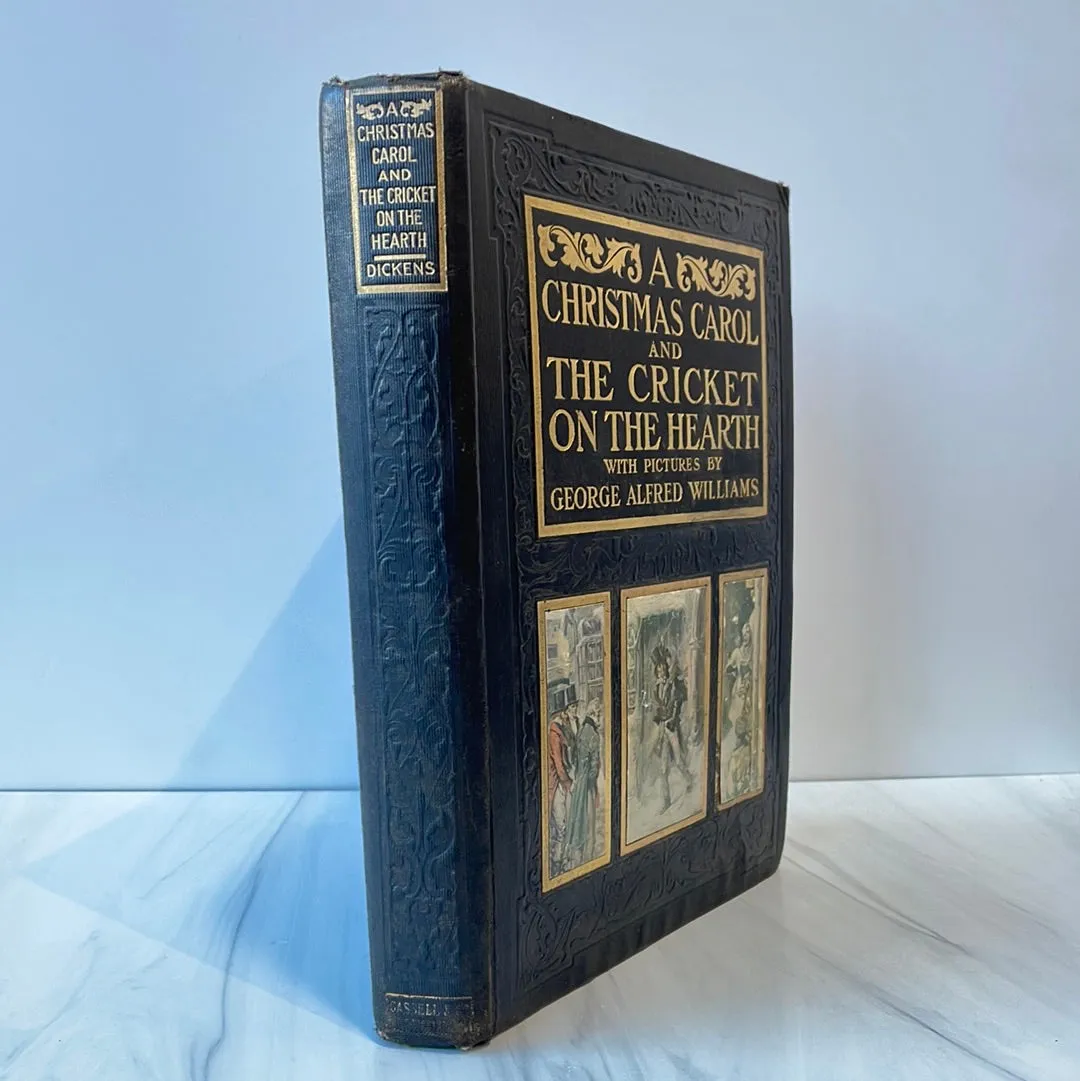 A
CHRISTMAS
CAROL
AND
THE CRICKET
ON THE
HEARTH
DICKENS
CASSELL
A
CHRISTMAS CAROL
AND
THE CRICKET
ON THE HEARTH
WITH PICTURES BY
GEORGE ALFRED WILLIAMS